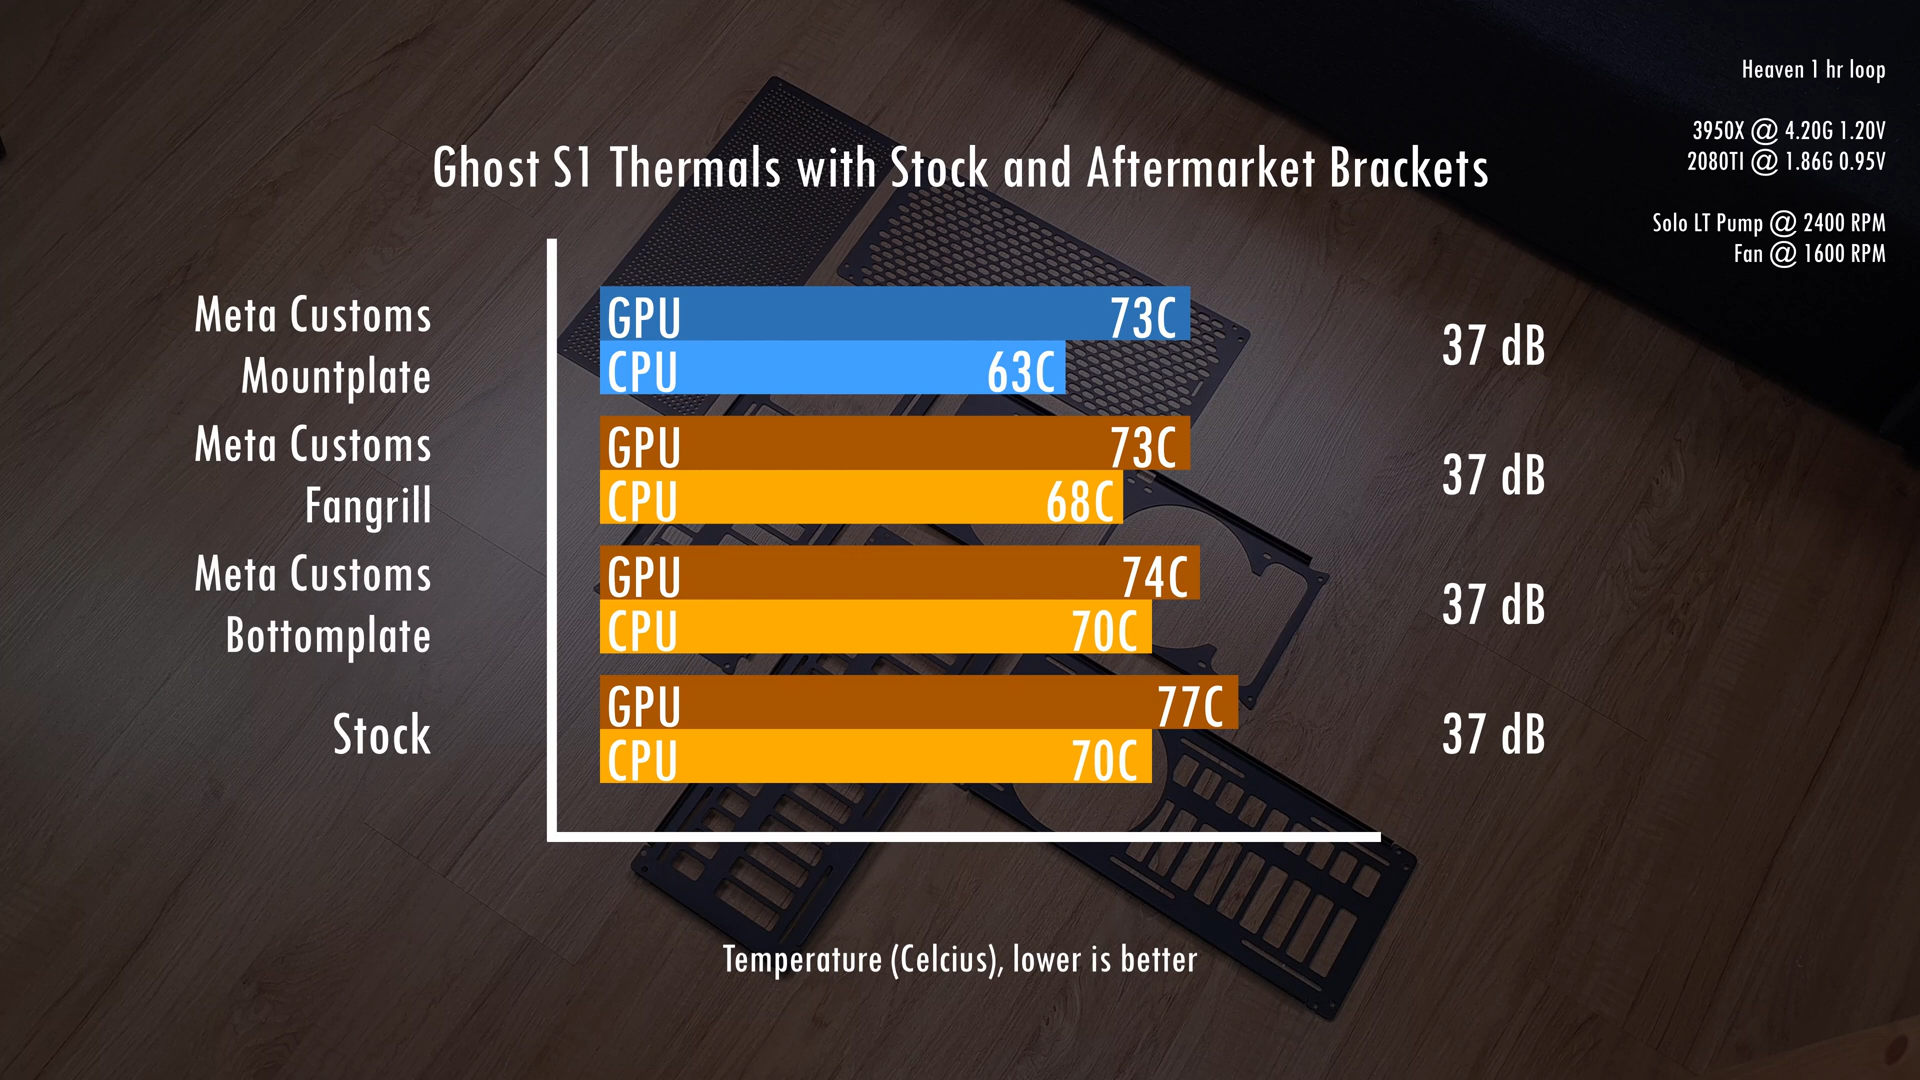 Heaven 1 hr loop
3950X @ 4.20G 1.20V
2080TI @ 1.86G 0.95V
Solo LT Pump @ 2400 RPM
Fan @ 1600 RPM
Ghost S1 Thermals with Stock and Aftermarket Brackets
Meta Customs
Mountplate
GPU 73C
CPU 63C
37 dB
Meta Customs
Fangrill
GPU 73C
CPU 68C
37 dB
Meta Customs
Bottomplate
GPU 74C
CPU 70C
37 dB
Stock
GPU 77C
CPU 70C
37 dB
Temperature (Celcius), lower is better